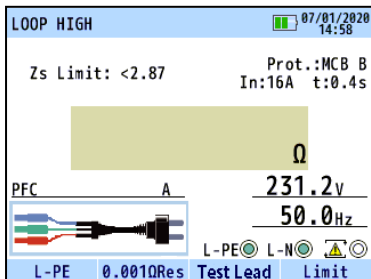 LOOP HIGH 07/01/2020
14:58
Zs Limit: <2.87 Prot.:MCB B
In:16A t:0.4s
Ω
PFC A 231.2V
50.0Hz
L-PE L-N
L-PE 0.001ΩRes Test Lead Limit